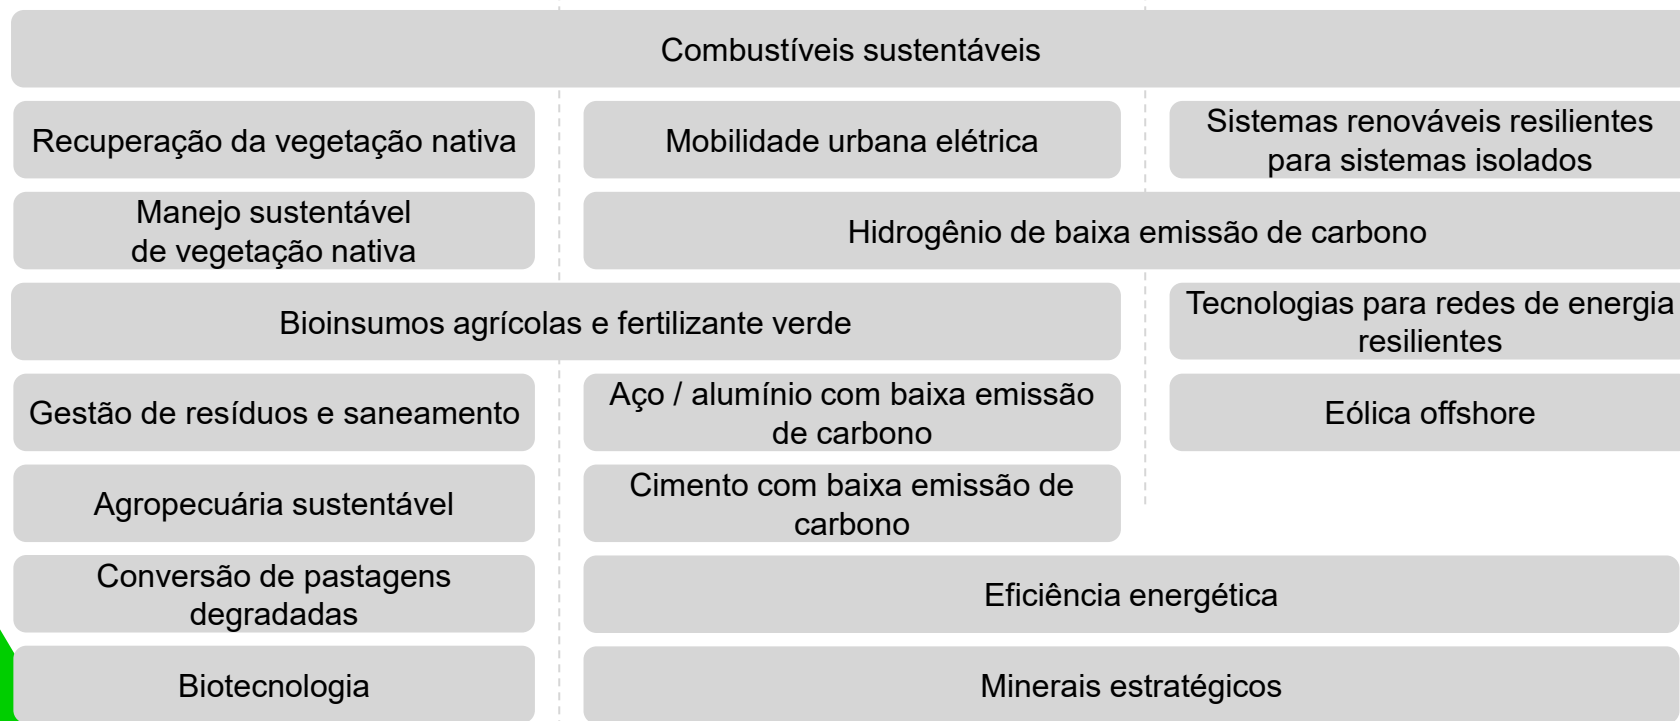 Combustíveis sustentáveis
Recuperação da vegetação nativa
Mobilidade urbana elétrica
Sistemas renováveis resilientes
para sistemas isolados
Manejo sustentável
de vegetação nativa
Hidrogênio de baixa emissão de carbono
Bioinsumos agrícolas e fertilizante verde
Tecnologias para redes de energia
resilientes
Gestão de resíduos e saneamento
Aço / alumínio com baixa emissão
de carbono
Eólica offshore
Agropecuária sustentável
Cimento com baixa emissão de
carbono
Conversão de pastagens
degradadas
Eficiência energética
Biotecnologia
Minerais estratégicos